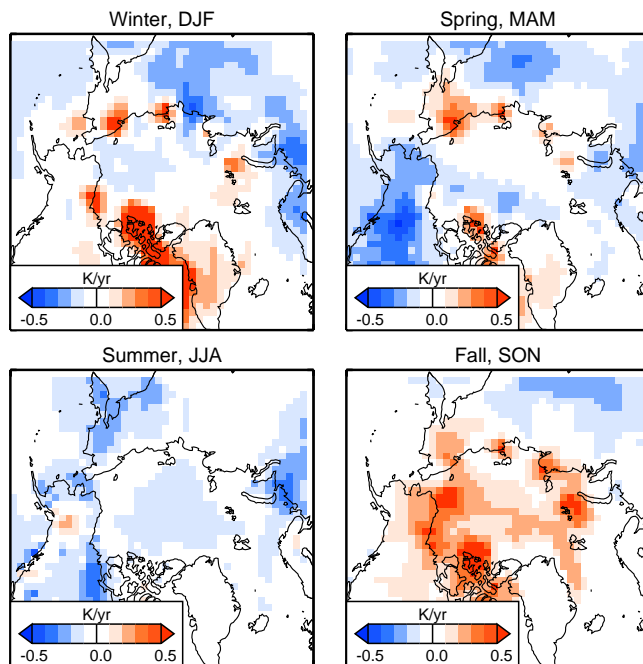 Winter, DJF
Spring, MAM
K/yr
-0.5 0.0 0.5
K/yr
-0.5 0.0 0.5
Summer, JJA
Fall, SON
K/yr
-0.5 0.0 0.5
K/yr
-0.5 0.0 0.5